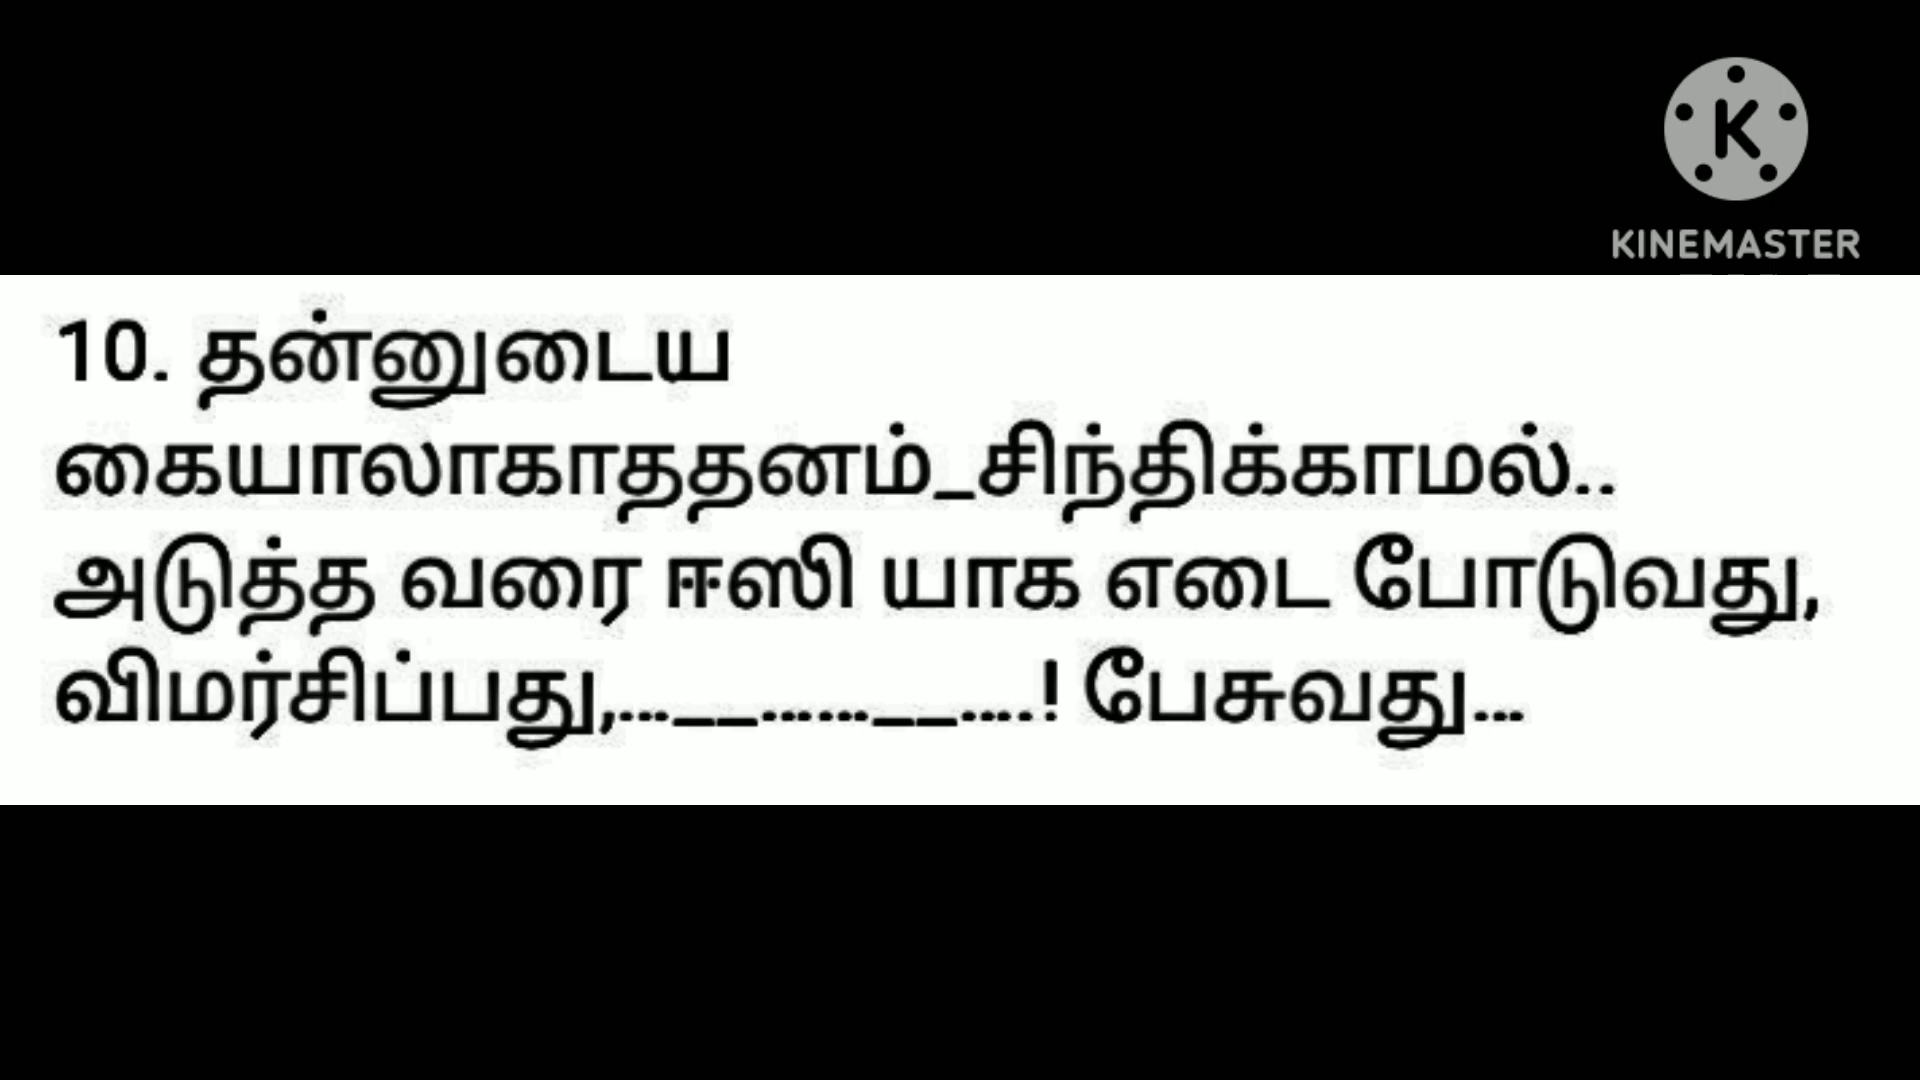 KINEMASTER
10. தன்னுடைய
கையாலாகாததனம்_சிந்திக்காமல்..
அடுத்த வரை ஈஸி யாக எடை போடுவது,
விமர்சிப்பது,...__......__....! பேசுவது...